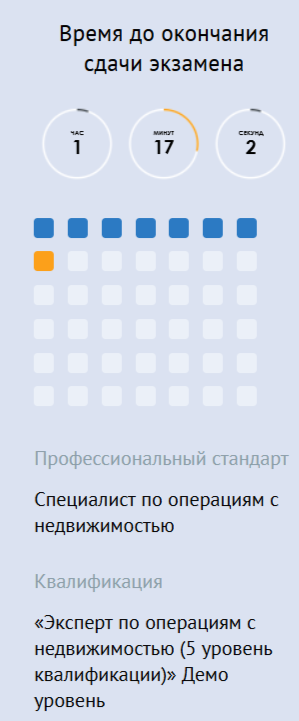 Время до окончания
сдачи экзамена
ЧАС
1
МИНУТ
17
СЕКУНД
2
Профессиональный стандарт
Специалист по операциям с
недвижимостью
Квалификация
«Эксперт по операциям с
недвижимостью (5 уровень
квалификации)» Демо
уровень